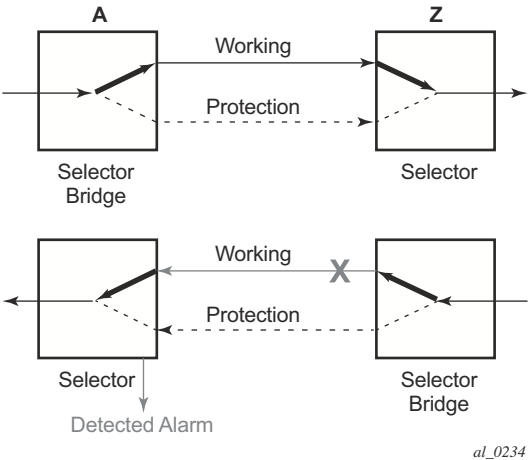 A Z
Working
Protection
Selector
Bridge
Selector
Working
X
Protection
Selector
Selector
Bridge
Detected Alarm
al_0234